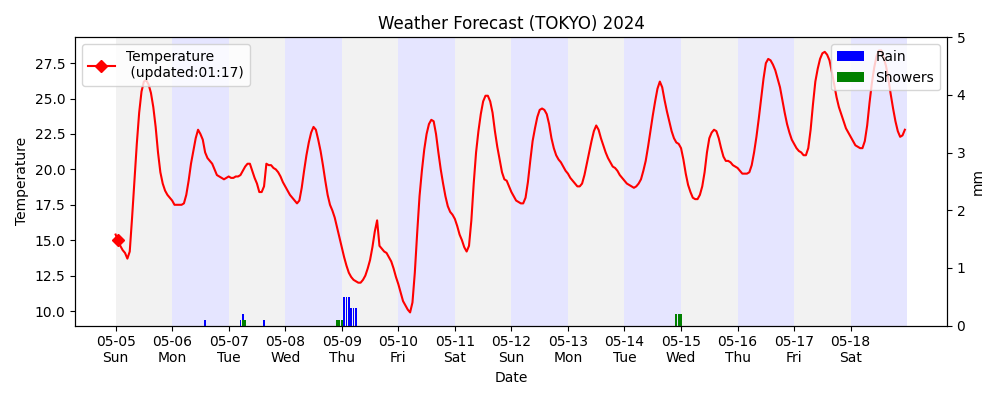 Weather Forecast (TOKYO) 2024
Temperature
(updated:01:17)
Rain
Showers
Temperature
27.5
25.0
22.5
20.0
17.5
15.0
12.5
10.0
5
4
3
2
1
0
mm
05-05 05-06 05-07 05-08 05-09 05-10 05-11 05-12 05-13 05-14 05-15 05-16 05-17 05-18
Sun Mon Tue Wed Thu Fri Sat Sun Mon Tue Wed Thu Fri Sat
Date